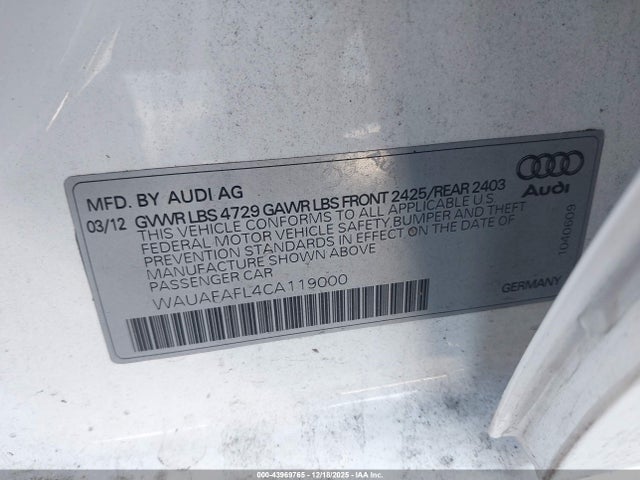 MFD. BY AUDI AG
03/12 GVWR LBS 4729 GAWR LBS FRONT 2425/REAR 2403
THIS VEHICLE CONFORMS TO ALL APPLICABLE U.S.
FEDERAL MOTOR VEHICLE SAFETY BUMPER AND THEFT
PREVENTION STANDARDS IN EFFECT ON THE DATE OF
MANUFACTURE SHOWN ABOVE
PASSENGER CAR
WAUAFAFL4CA119000
Audi
1040609
GERMANY
000-43969765 - 12/18/2025 - IAAI, Inc.